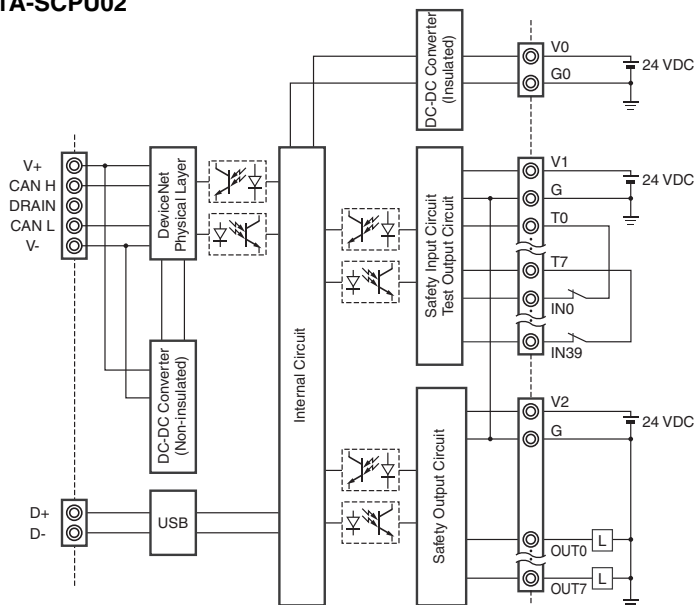 TA-SCPU02
DC-DC Converter
(Insulated)
V0
G0
24 VDC
V+
CAN H
DRAIN
CAN L
V-
DeviceNet
Physical Layer
DC-DC Converter
(Non-insulated)
D+
D-
USB
Internal Circuit
Safety Input Circuit
Test Output Circuit
V1
G
T0
T7
IN0
IN39
24 VDC
Safety Output Circuit
V2
G
24 VDC
OUT0
L
OUT7
L